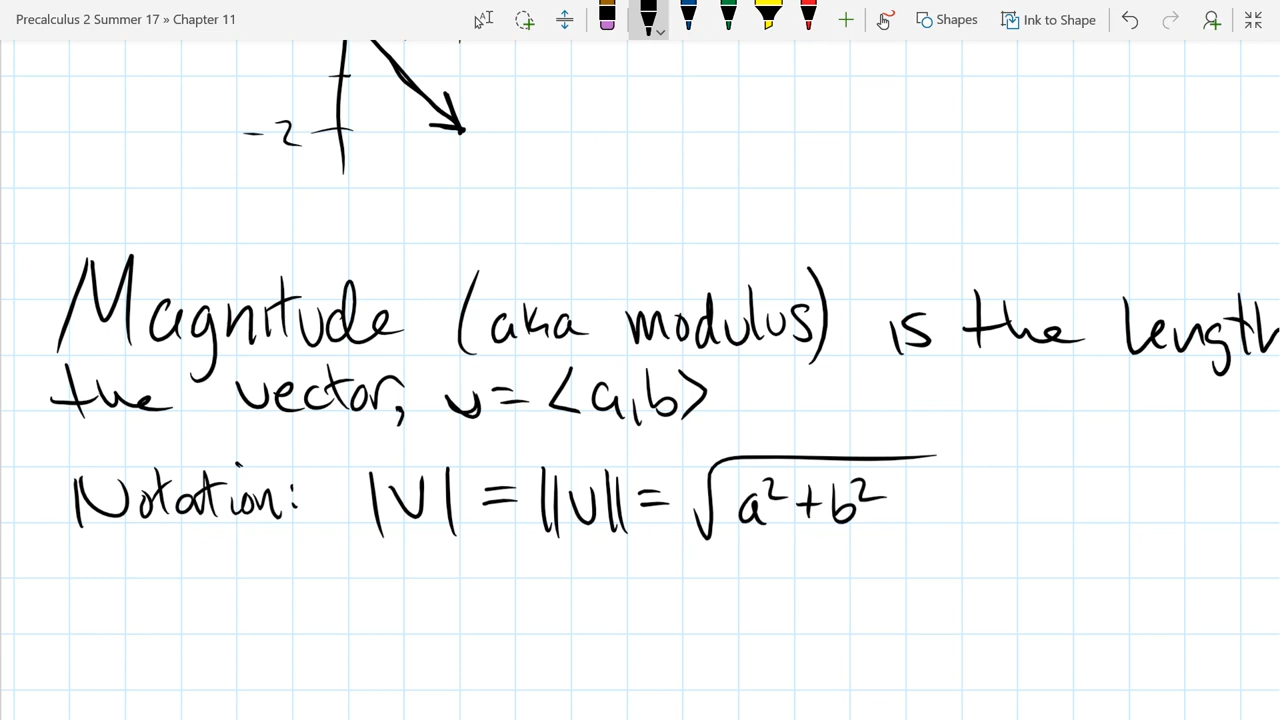 Precalculus 2 Summer 17 » Chapter 11
Shapes
Ink to Shape
-2
Magnitude (aka modulus) is the length
the vector, v = <a,b>
Notation: |V| = ||V|| = √a²+b²